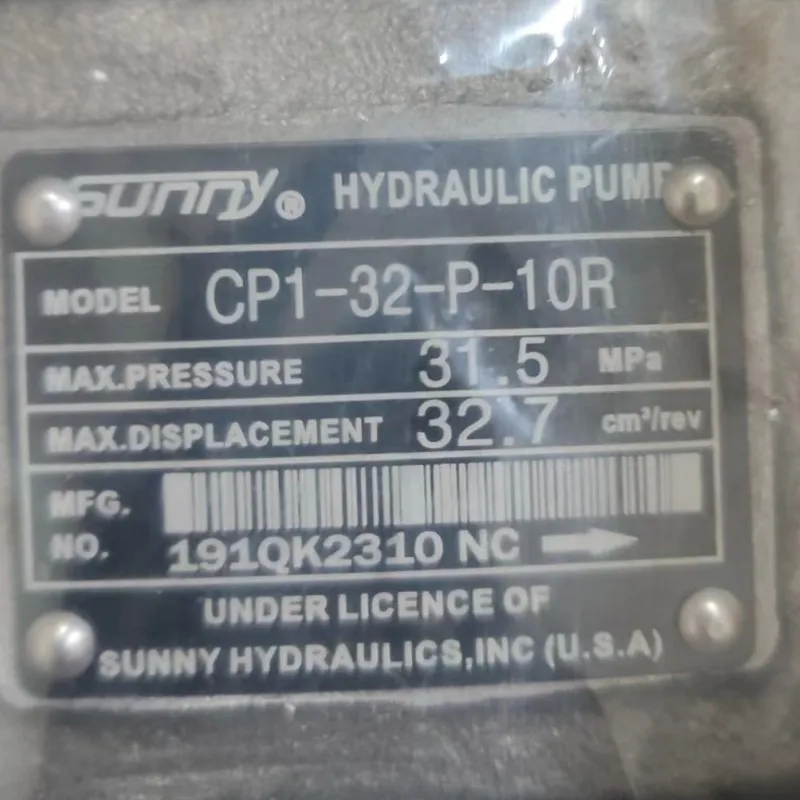 sunny® HYDRAULIC PUMP
MODEL CP1-32-P-10R
MAX.PRESSURE 31.5 MPa
MAX.DISPLACEMENT 32.7 cm³/rev
MFG.
NO. 191QK2310 NC
UNDER LICENCE OF
SUNNY HYDRAULICS,INC (U.S.A)